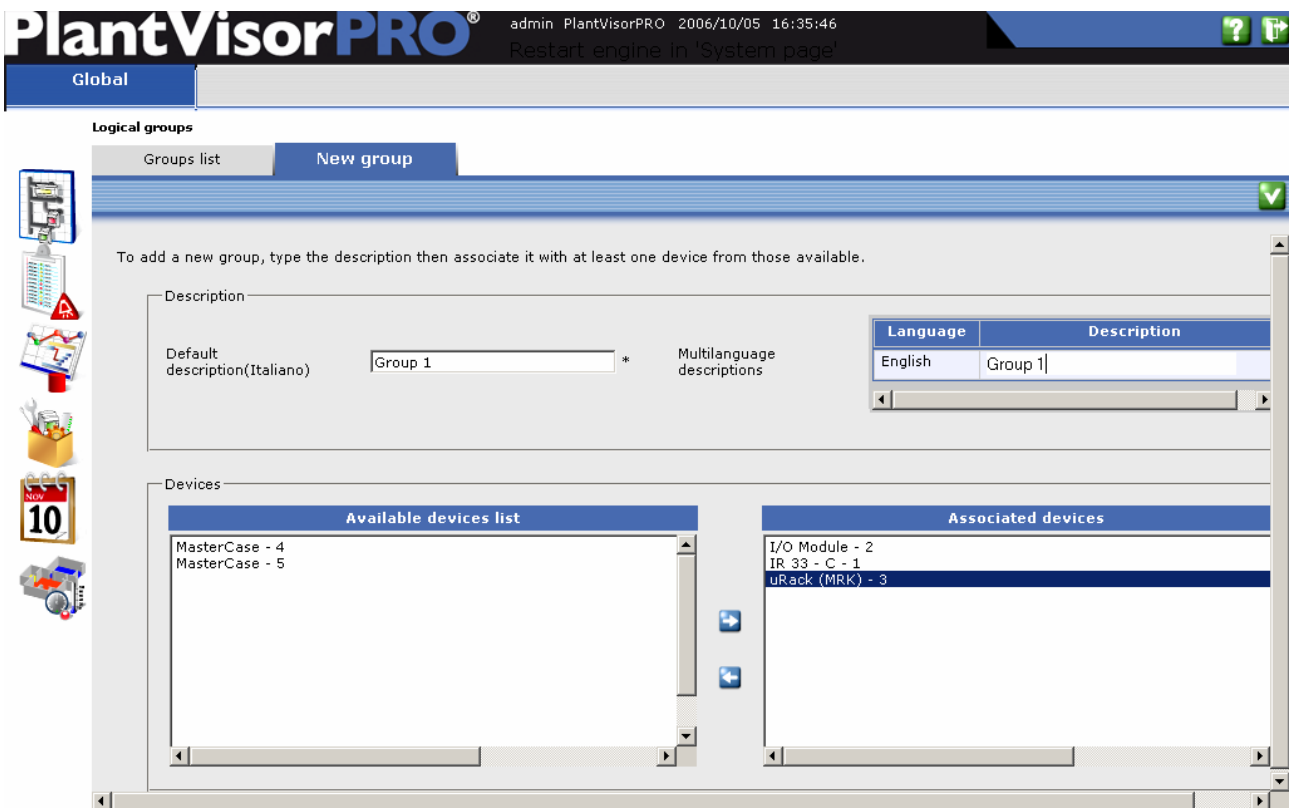 PlantVisorPRO®
admin PlantVisorPRO 2006/10/05 16:35:46
Restart engine in 'System page'
Global
Logical groups
Groups list
New group
To add a new group, type the description then associate it with at least one device from those available.
Description
Default
description(Italiano)
Group 1
*
Multilanguage
descriptions
Language
Description
English
Group 1
Devices
Available devices list
MasterCase - 4
MasterCase - 5
Associated devices
I/O Module - 2
IR 33 - C - 1
uRack (MRK) - 3
NOV
10